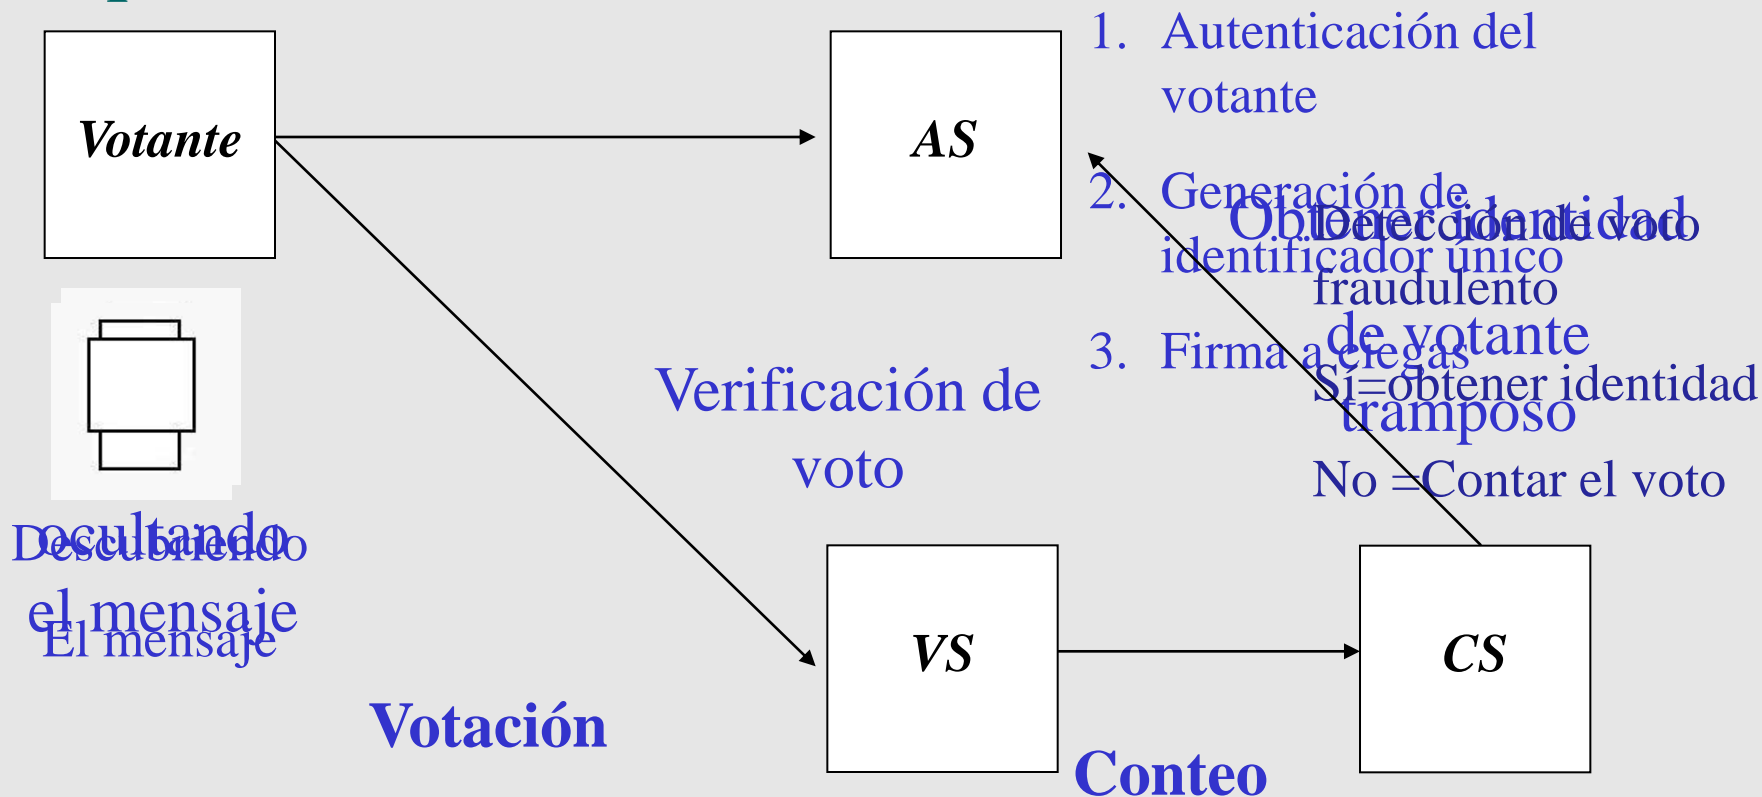 Votante
AS
1. Autenticación del
votante
2. Generación de
identificador único
3. Firma a ciegas
Obtener identidad
de votante
tramposo
Detección de voto
fraudulento
Sí=obtener identidad
No =Contar el voto
Verificación de
voto
ocultando
el mensaje
Descubriendo
El mensaje
VS
CS
Votación
Conteo